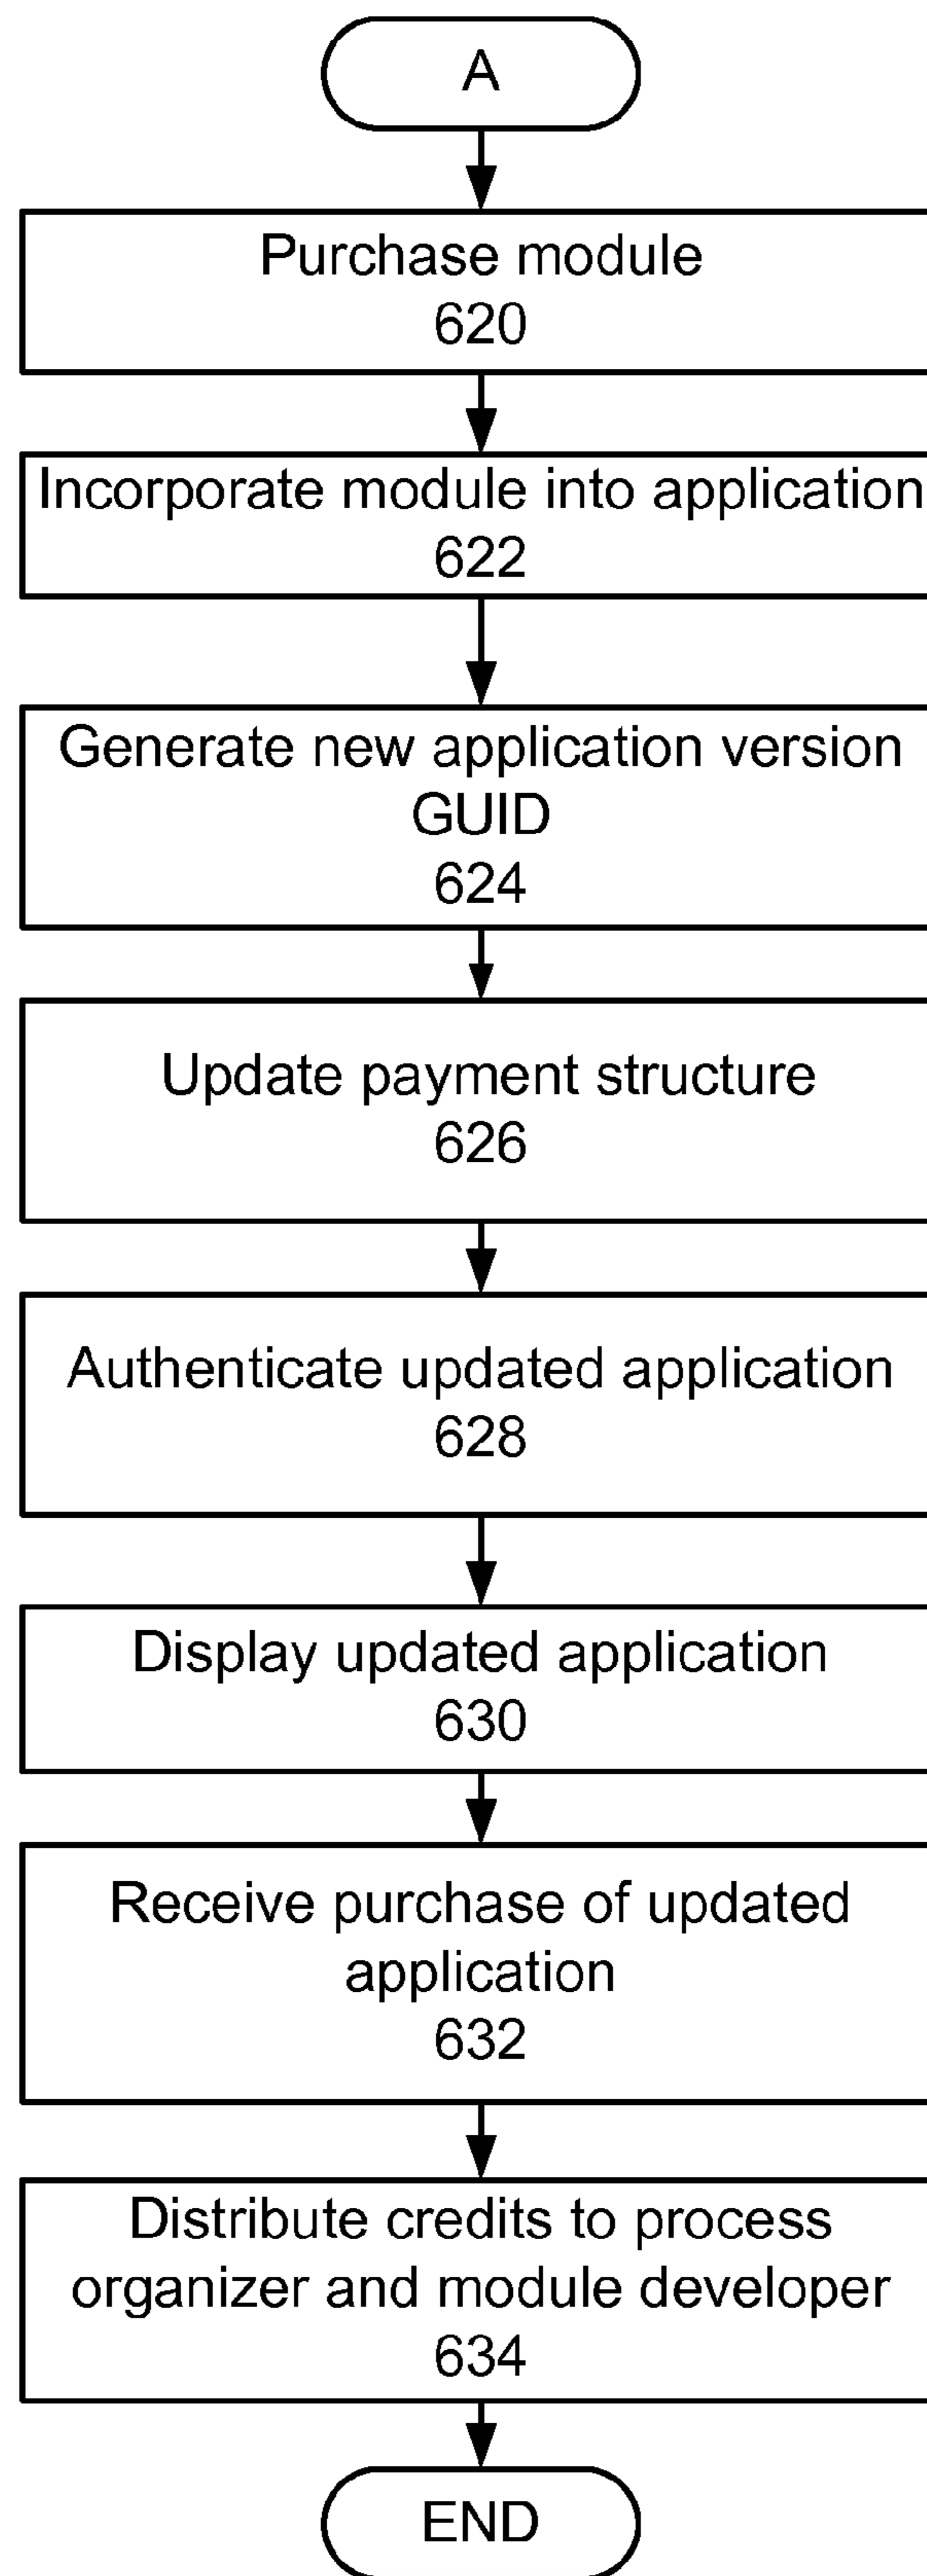 A
Purchase module
620
Incorporate module into application
622
Generate new application version
GUID
624
Update payment structure
626
Authenticate updated application
628
Display updated application
630
Receive purchase of updated
application
632
Distribute credits to process
organizer and module developer
634
END